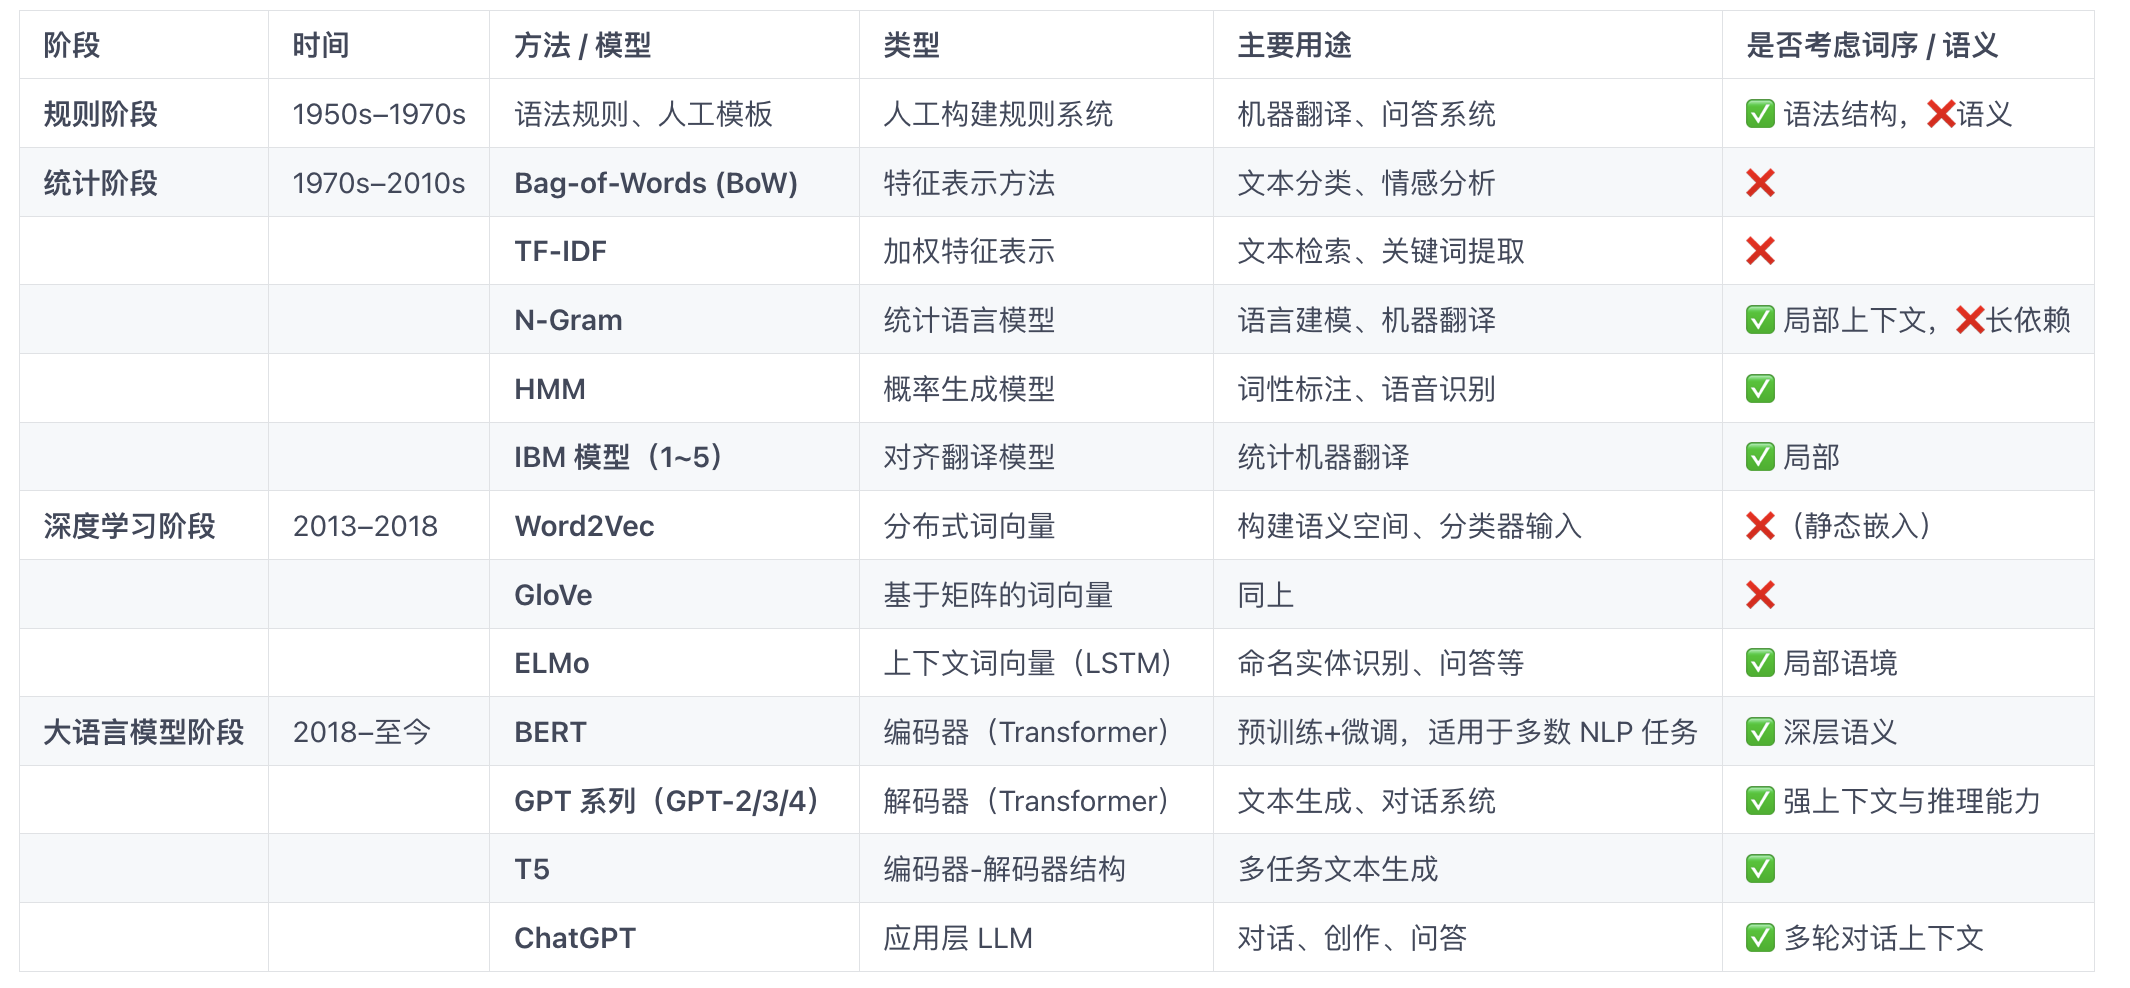 阶段 时间 方法 / 模型 类型 主要用途 是否考虑词序 / 语义
规则阶段 1950s–1970s 语法规则、人工模板 人工构建规则系统 机器翻译、问答系统 ✅ 语法结构，❌语义
统计阶段 1970s–2010s Bag-of-Words (BoW) 特征表示方法 文本分类、情感分析 ❌
TF-IDF 加权特征表示 文本检索、关键词提取 ❌
N-Gram 统计语言模型 语言建模、机器翻译 ✅ 局部上下文，❌长依赖
HMM 概率生成模型 词性标注、语音识别 ✅
IBM 模型（1~5） 对齐翻译模型 统计机器翻译 ✅ 局部
深度学习阶段 2013–2018 Word2Vec 分布式词向量 构建语义空间、分类器输入 ❌（静态嵌入）
GloVe 基于矩阵的词向量 同上 ❌
ELMo 上下文词向量（LSTM） 命名实体识别、问答等 ✅ 局部语境
大语言模型阶段 2018–至今 BERT 编码器（Transformer） 预训练+微调，适用于多数 NLP 任务 ✅ 深层语义
GPT 系列（GPT-2/3/4） 解码器（Transformer） 文本生成、对话系统 ✅ 强上下文与推理能力
T5 编码器-解码器结构 多任务文本生成 ✅
ChatGPT 应用层 LLM 对话、创作、问答 ✅ 多轮对话上下文